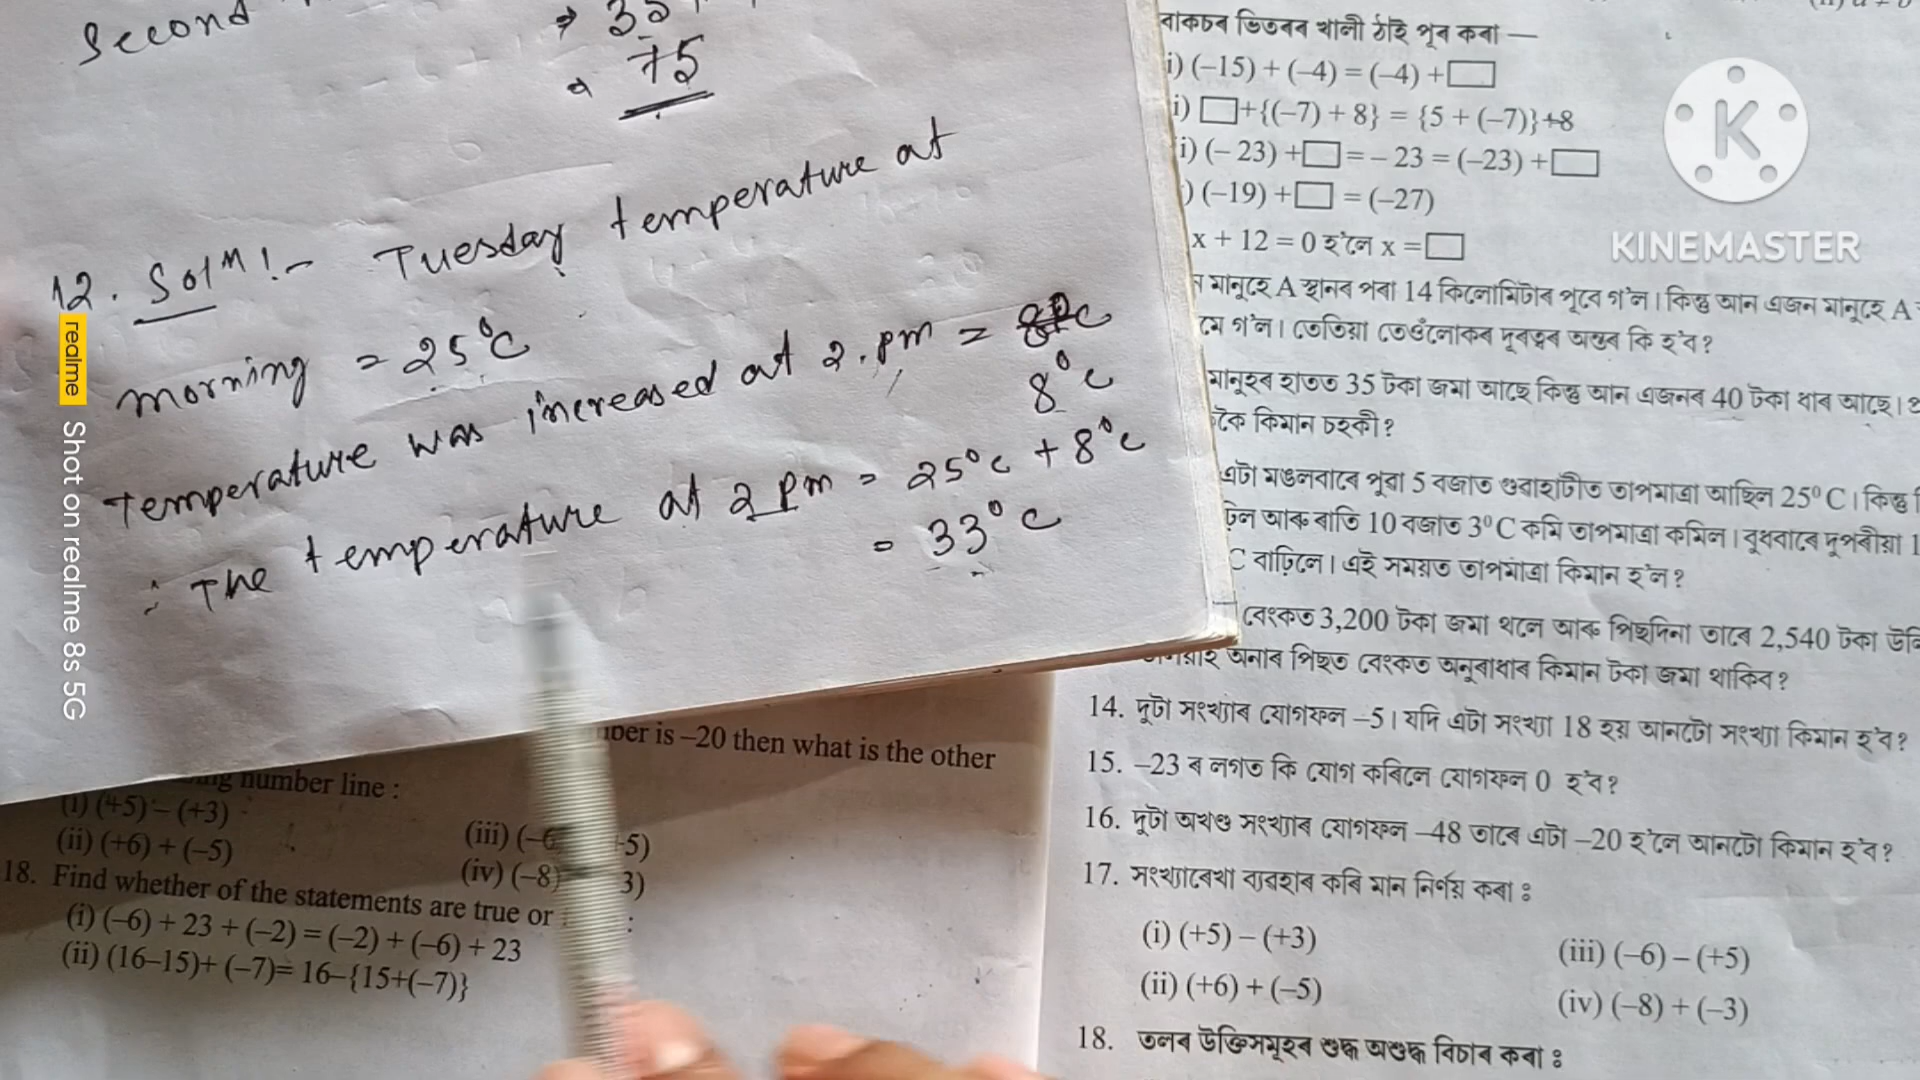 Second
⇒ 35
75
12. Solⁿ!- Tuesday temperature at
morning = 25°C
Temperature was increased at 2.pm =
8°C
∴ The temperature at 2 Pm = 25°C + 8°C
= 33°C
number line :
(i) (+5) – (+3)
(ii) (+6) + (–5)
is –20 then what is the other
(iii) (–6
–5)
(iv) (–8)
3)
18. Find whether of the statements are true or
(i) (–6) + 23 + (–2) = (–2) + (–6) + 23
(ii) (16–15)+ (–7)= 16–{15+(–7)}
বাকচৰ ভিতৰৰ খালী ঠাই পূৰ কৰা —
i) (–15) + (–4) = (–4) + □
i) □+{(–7) + 8} = {5 + (–7)}+8
i) (– 23) +□ = – 23 = (–23) + □
) (–19) +□ = (–27)
x + 12 = 0 হ'লে x = □
মানুহে A স্থানৰ পৰা 14 কিলোমিটাৰ পূবে গ'ল। কিন্তু আন এজন মানুহে A
গ'ল। তেতিয়া তেওঁলোকৰ দূৰত্বৰ অন্তৰ কি হ'ব?
মানুহৰ হাতত 35 টকা জমা আছে কিন্তু আন এজনৰ 40 টকা ধাৰ আছে।
কিমান চহকী?
এটা মঙলবাৰে পূৱা 5 বজাত গুৱাহাটীত তাপমাত্ৰা আছিল 25⁰ C। কিন্তু
আৰু ৰাতি 10 বজাত 3⁰ C কমি তাপমাত্ৰা কমিল। বুধবাৰে দুপৰীয়া 1
C বাঢ়িলে। এই সময়ত তাপমাত্ৰা কিমান হ'ল?
বেংকত 3,200 টকা জমা থলে আৰু পিছদিনা তাৰে 2,540 টকা
অনাৰ পিছত বেংকত অনুৰাধাৰ কিমান টকা জমা থাকিব?
14. দুটা সংখ্যাৰ যোগফল –5। যদি এটা সংখ্যা 18 হয় আনটো সংখ্যা কিমান হ'ব?
15. –23 ৰ লগত কি যোগ কৰিলে যোগফল 0 হ'ব?
16. দুটা অখণ্ড সংখ্যাৰ যোগফল –48 তাৰে এটা –20 হ'লে আনটো কিমান হ'ব?
17. সংখ্যাৰেখা ব্যৱহাৰ কৰি মান নিৰ্ণয় কৰা ঃ
(i) (+5) – (+3)
(iii) (–6) – (+5)
(ii) (+6) + (–5)
(iv) (–8) + (–3)
18. তলৰ উক্তিসমূহৰ শুদ্ধ অশুদ্ধ বিচাৰ কৰা ঃ
K
KINEMASTER
realme Shot on realme 8s 5G